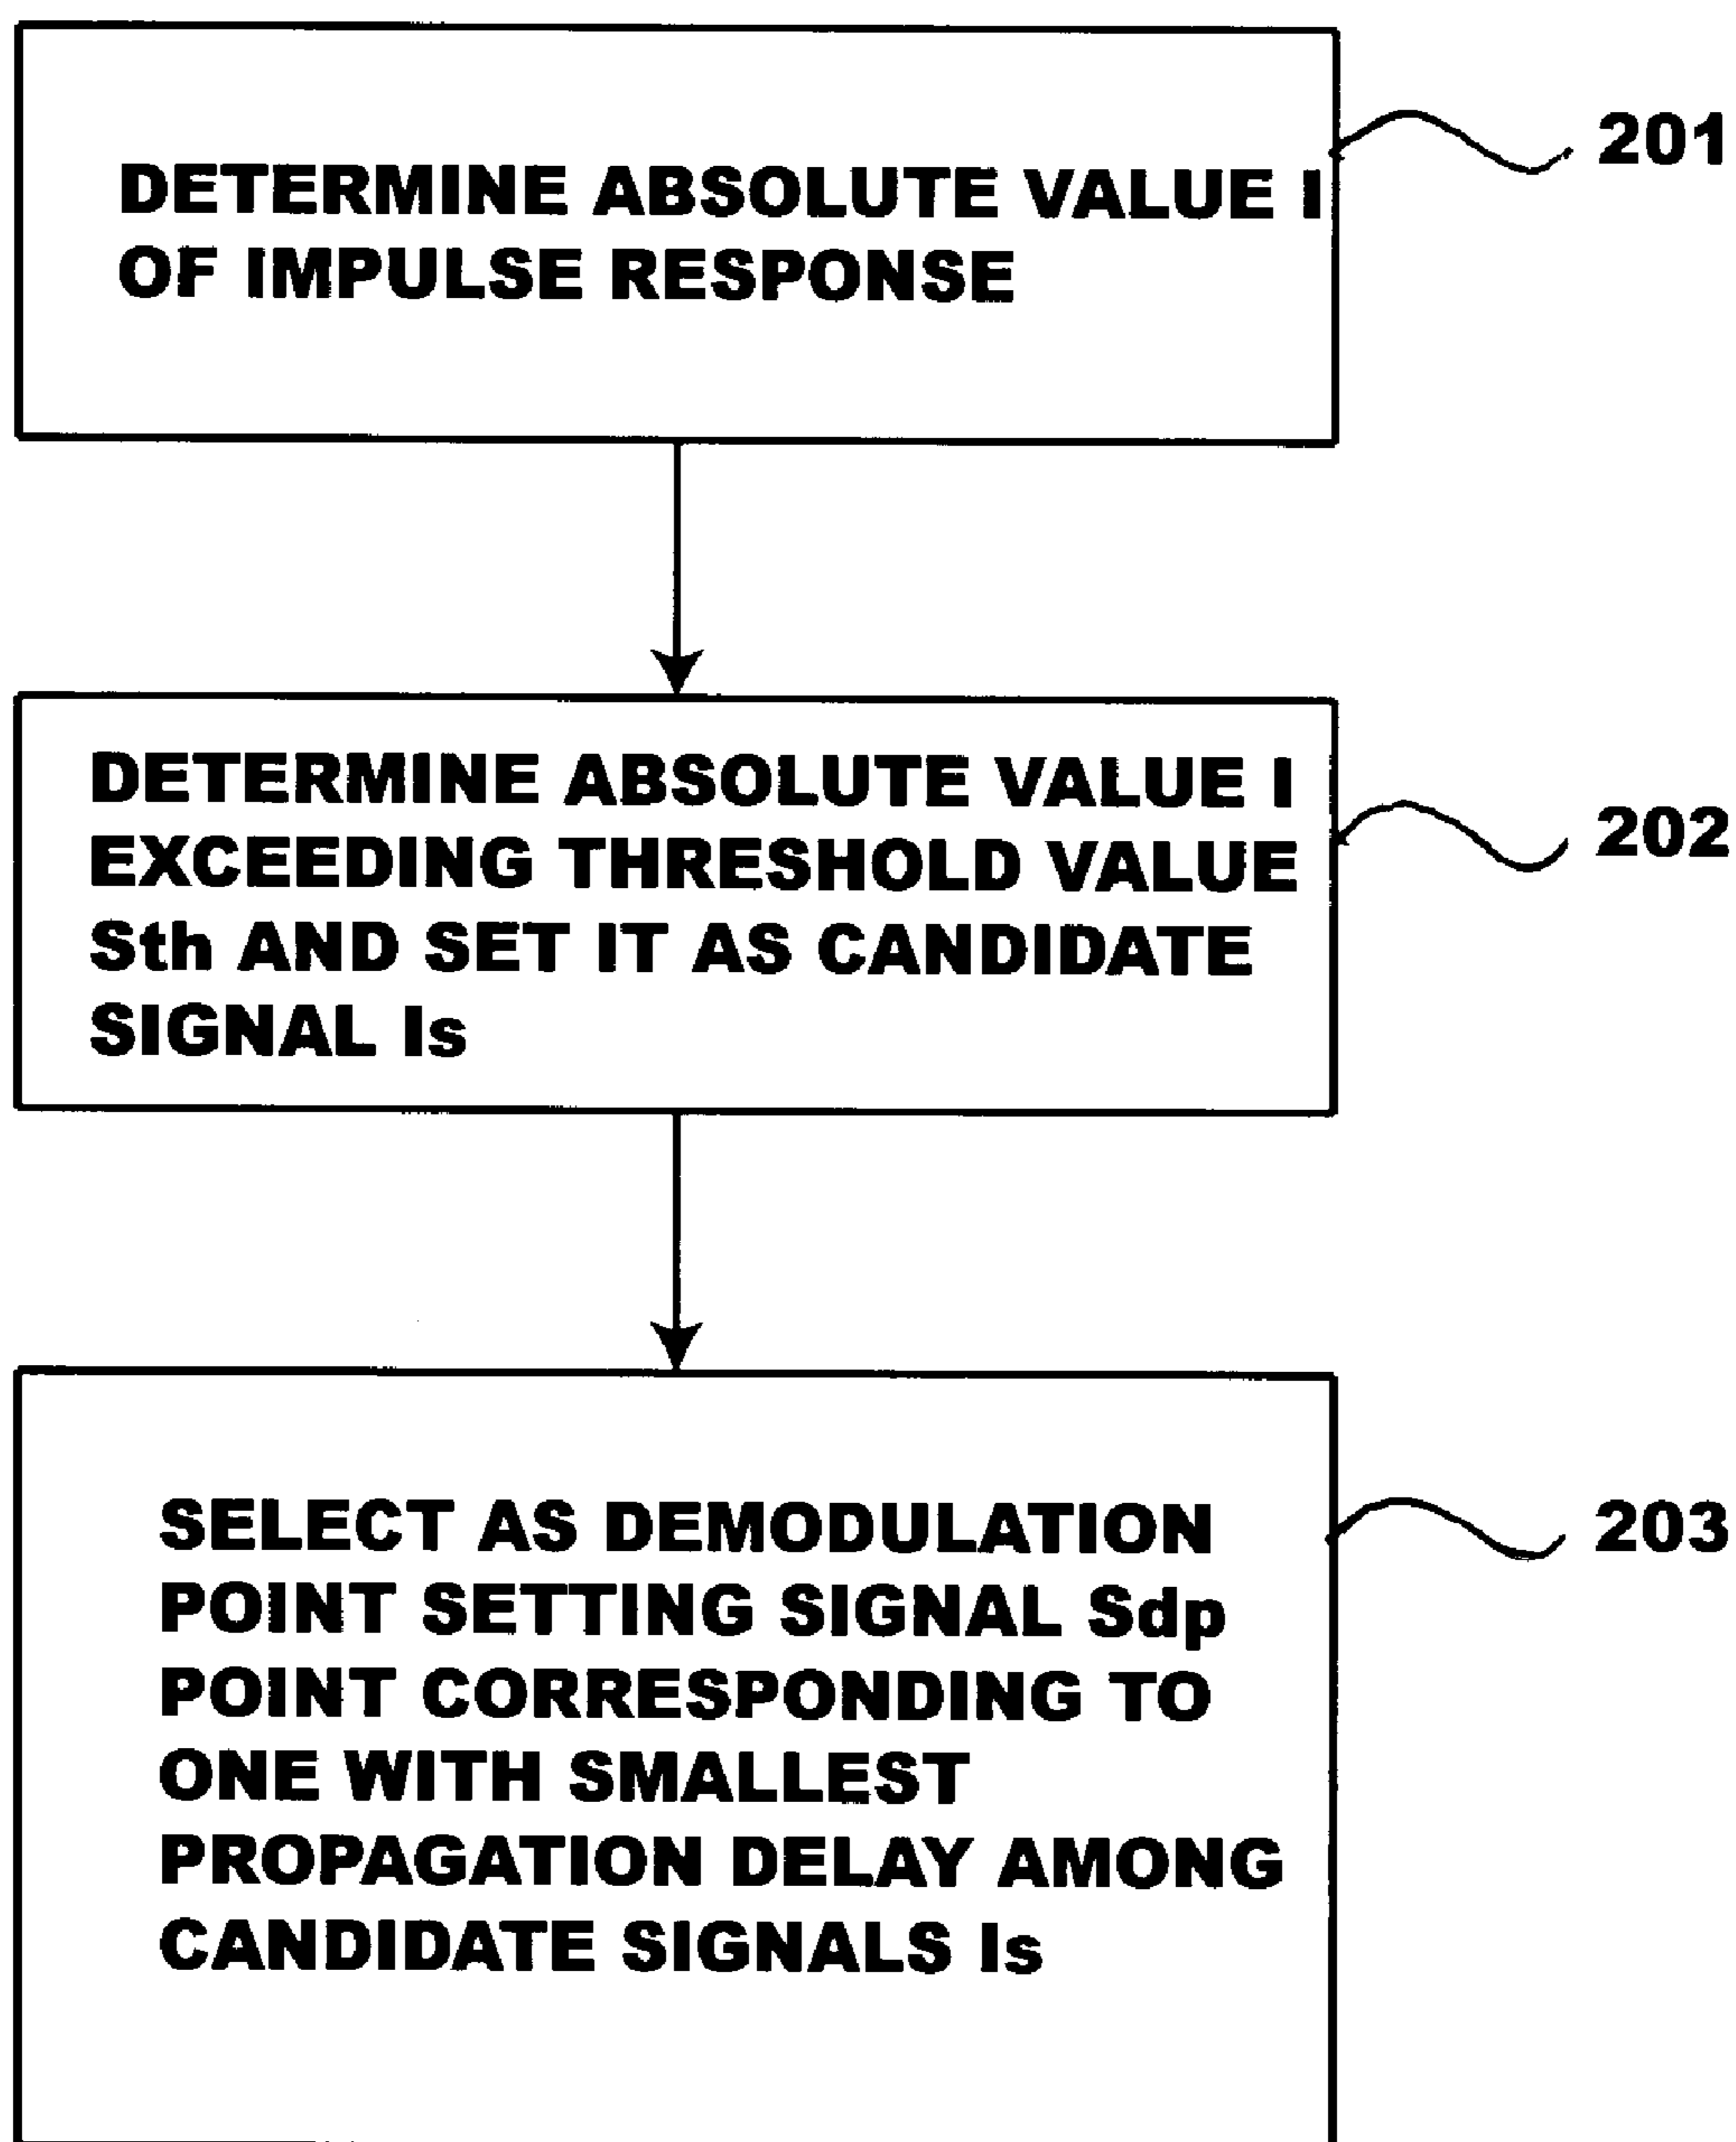 DETERMINE ABSOLUTE VALUE I
OF IMPULSE RESPONSE
201
DETERMINE ABSOLUTE VALUE I
EXCEEDING THRESHOLD VALUE
Sth AND SET IT AS CANDIDATE
SIGNAL Is
202
SELECT AS DEMODULATION
POINT SETTING SIGNAL Sdp
POINT CORRESPONDING TO
ONE WITH SMALLEST
PROPAGATION DELAY AMONG
CANDIDATE SIGNALS Is
203